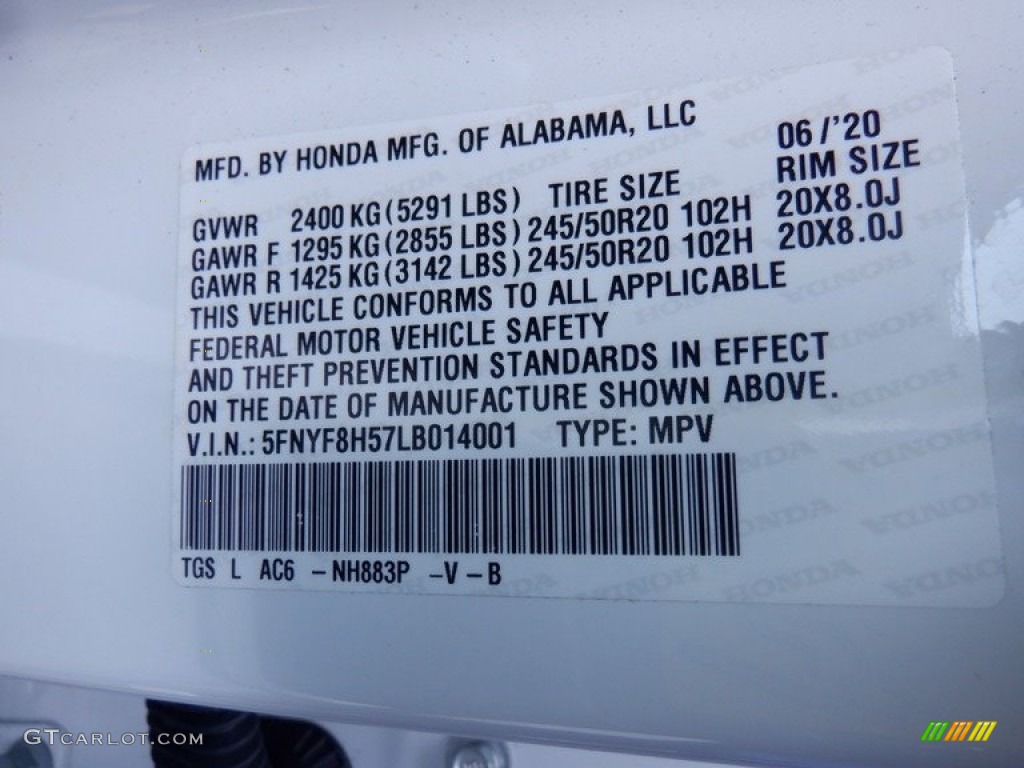 MFD. BY HONDA MFG. OF ALABAMA, LLC 06/'20
GVWR 2400 KG (5291 LBS) TIRE SIZE RIM SIZE
GAWR F 1295 KG (2855 LBS) 245/50R20 102H 20X8.0J
GAWR R 1425 KG (3142 LBS) 245/50R20 102H 20X8.0J
THIS VEHICLE CONFORMS TO ALL APPLICABLE
FEDERAL MOTOR VEHICLE SAFETY
AND THEFT PREVENTION STANDARDS IN EFFECT
ON THE DATE OF MANUFACTURE SHOWN ABOVE.
V.I.N.: 5FNYF8H57LB014001 TYPE: MPV
TGS L AC6 -NH883P -V -B
GTCARLOT.COM